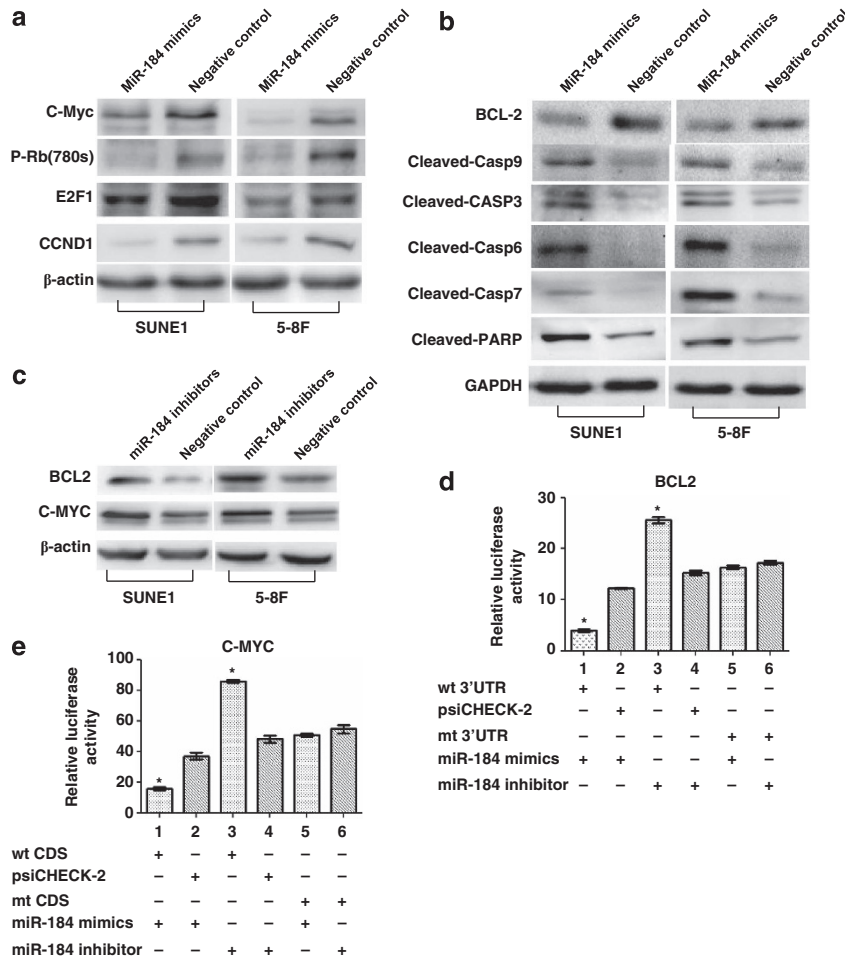 a
MiR-184 mimics
Negative control
MiR-184 mimics
Negative control
C-Myc
P-Rb(780s)
E2F1
CCND1
β-actin
SUNE1 5-8F
b
MiR-184 mimics
Negative control
MiR-184 mimics
Negative control
BCL-2
Cleaved-Casp9
Cleaved-CASP3
Cleaved-Casp6
Cleaved-Casp7
Cleaved-PARP
GAPDH
SUNE1 5-8F
c
miR-184 inhibitors
Negative control
miR-184 inhibitors
Negative control
BCL2
C-MYC
β-actin
SUNE1 5-8F
d
BCL2
Relative luciferase
activity
30
20
10
0
1 2 3 4 5 6
wt 3'UTR + – + – – –
psiCHECK-2 – + – + – –
mt 3'UTR – – – – + +
miR-184 mimics + + – – + –
miR-184 inhibitor – – + + – +
e
C-MYC
Relative luciferase
activity
100
80
60
40
20
0
1 2 3 4 5 6
wt CDS + – + – – –
psiCHECK-2 – + – + – –
mt CDS – – – – + +
miR-184 mimics + + – – + –
miR-184 inhibitor – – + + – +